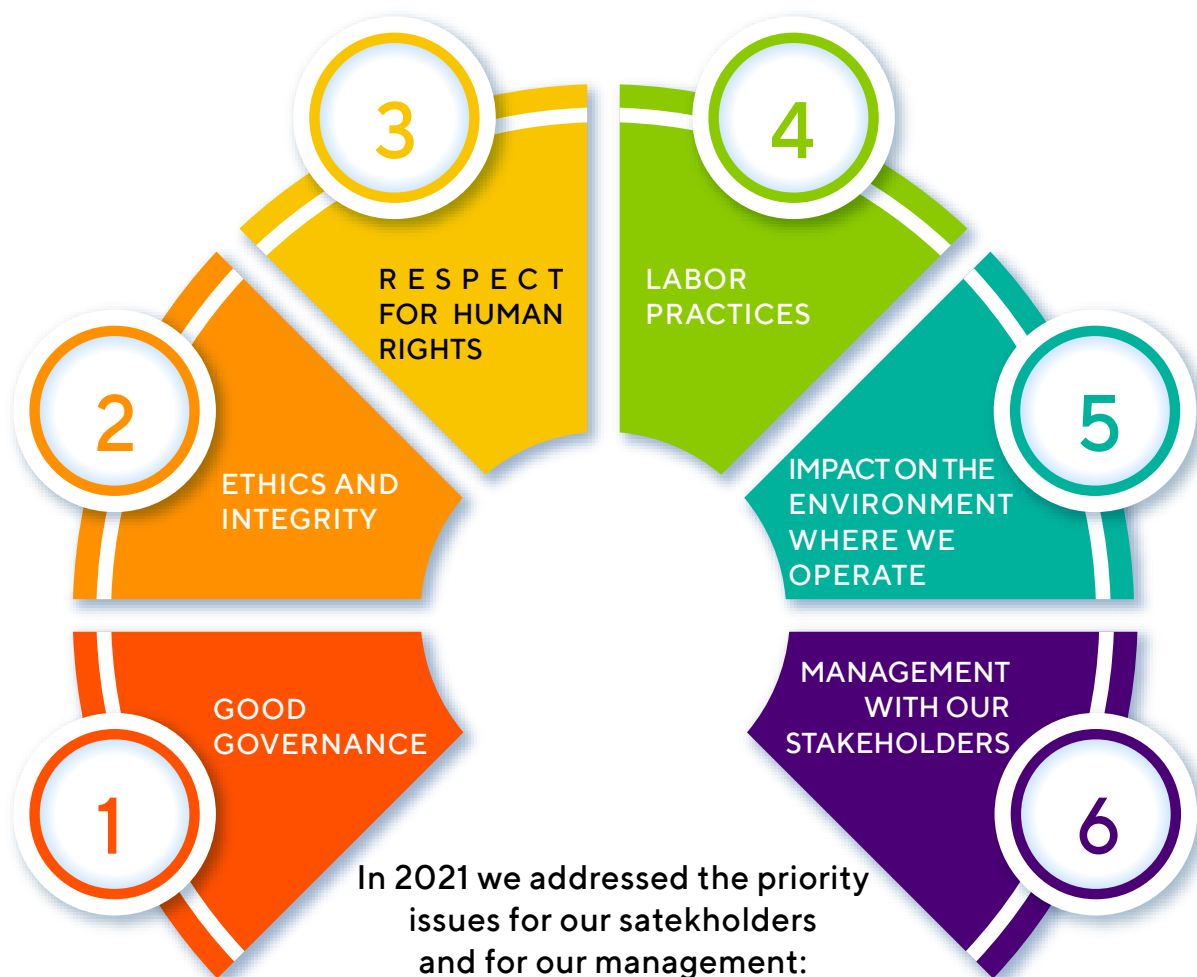 1
GOOD
GOVERNANCE
2
ETHICS AND
INTEGRITY
3
RESPECT
FOR HUMAN
RIGHTS
4
LABOR
PRACTICES
5
IMPACT ON THE
ENVIRONMENT
WHERE WE
OPERATE
6
MANAGEMENT
WITH OUR
STAKEHOLDERS
In 2021 we addressed the priority
issues for our satekholders
and for our management: